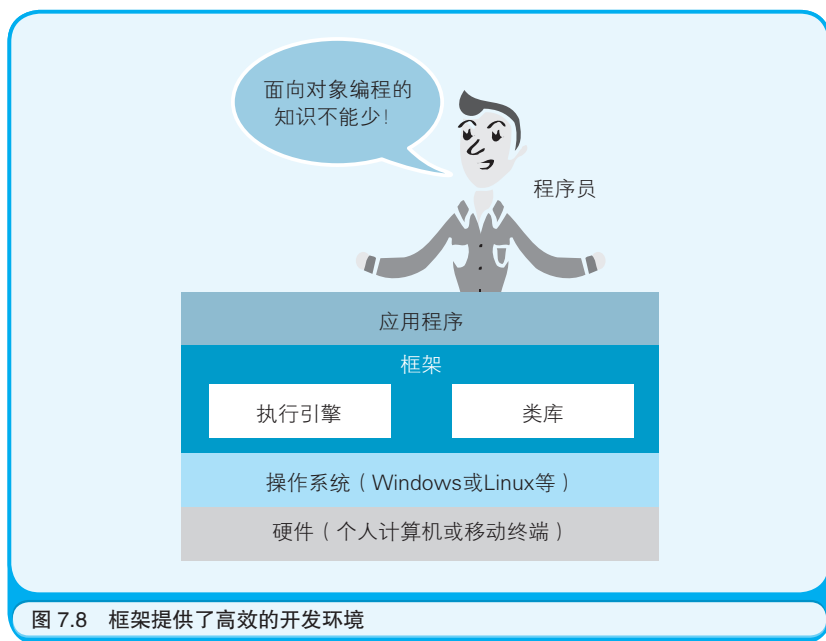 面向对象编程的
知识不能少！
程序员
应用程序
框架
执行引擎
类库
操作系统（Windows或Linux等）
硬件（个人计算机或移动终端）
图 7.8 框架提供了高效的开发环境